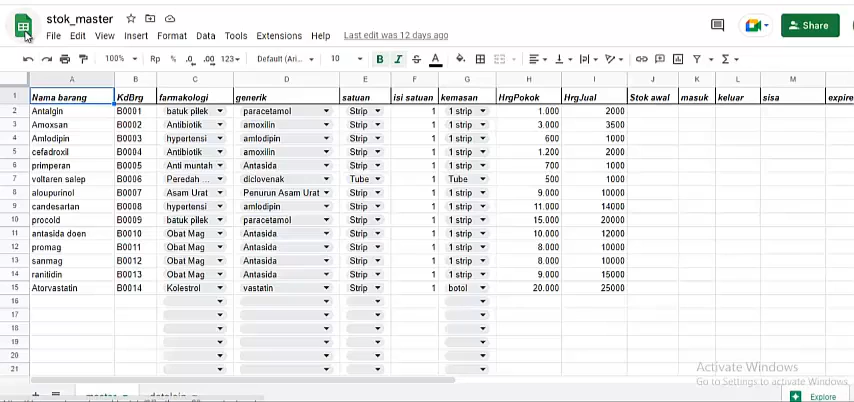 stok_master
File Edit View Insert Format Data Tools Extensions Help Last edit was 12 days ago
Share
100% Rp % .0 .00 123 Default (Ari... 10 B I S A
A B C D E F G H I J K L M
1 Nama barang KdBrg farmakologi generik satuan isi satuan kemasan HrgPokok HrgJual Stok awal masuk keluar sisa expire
2 Antalgin B0001 batuk pilek paracetamol Strip 1 1 strip 1.000 2000
3 Amoxsan B0002 Antibiotik amoxilin Strip 1 1 strip 3.000 3500
4 Amlodipin B0003 hypertensi amlodipin Strip 1 1 strip 600 1000
5 cefadroxil B0004 Antibiotik amoxilin Strip 1 1 strip 1.200 2000
6 primperan B0005 Anti muntah Antasida Strip 1 1 strip 700 1000
7 voltaren salep B0006 Peredah ... diclovenak Tube 1 Tube 500 1000
8 aloupurinol B0007 Asam Urat Penurun Asam Urat Strip 1 1 strip 9.000 10000
9 candesartan B0008 hypertensi amlodipin Strip 1 1 strip 11.000 14000
10 procold B0009 batuk pilek paracetamol Strip 1 1 strip 15.000 20000
11 antasida doen B0010 Obat Mag Antasida Strip 1 1 strip 10.000 12000
12 promag B0011 Obat Mag Antasida Strip 1 1 strip 8.000 10000
13 sanmag B0012 Obat Mag Antasida Strip 1 1 strip 8.000 10000
14 ranitidin B0013 Obat Mag Antasida Strip 1 1 strip 9.000 15000
15 Atorvastatin B0014 Kolestrol vastatin Strip 1 botol 20.000 25000
16
17
18
19
20
21
Activate Windows
Go to Settings to activate Windows.
Explore